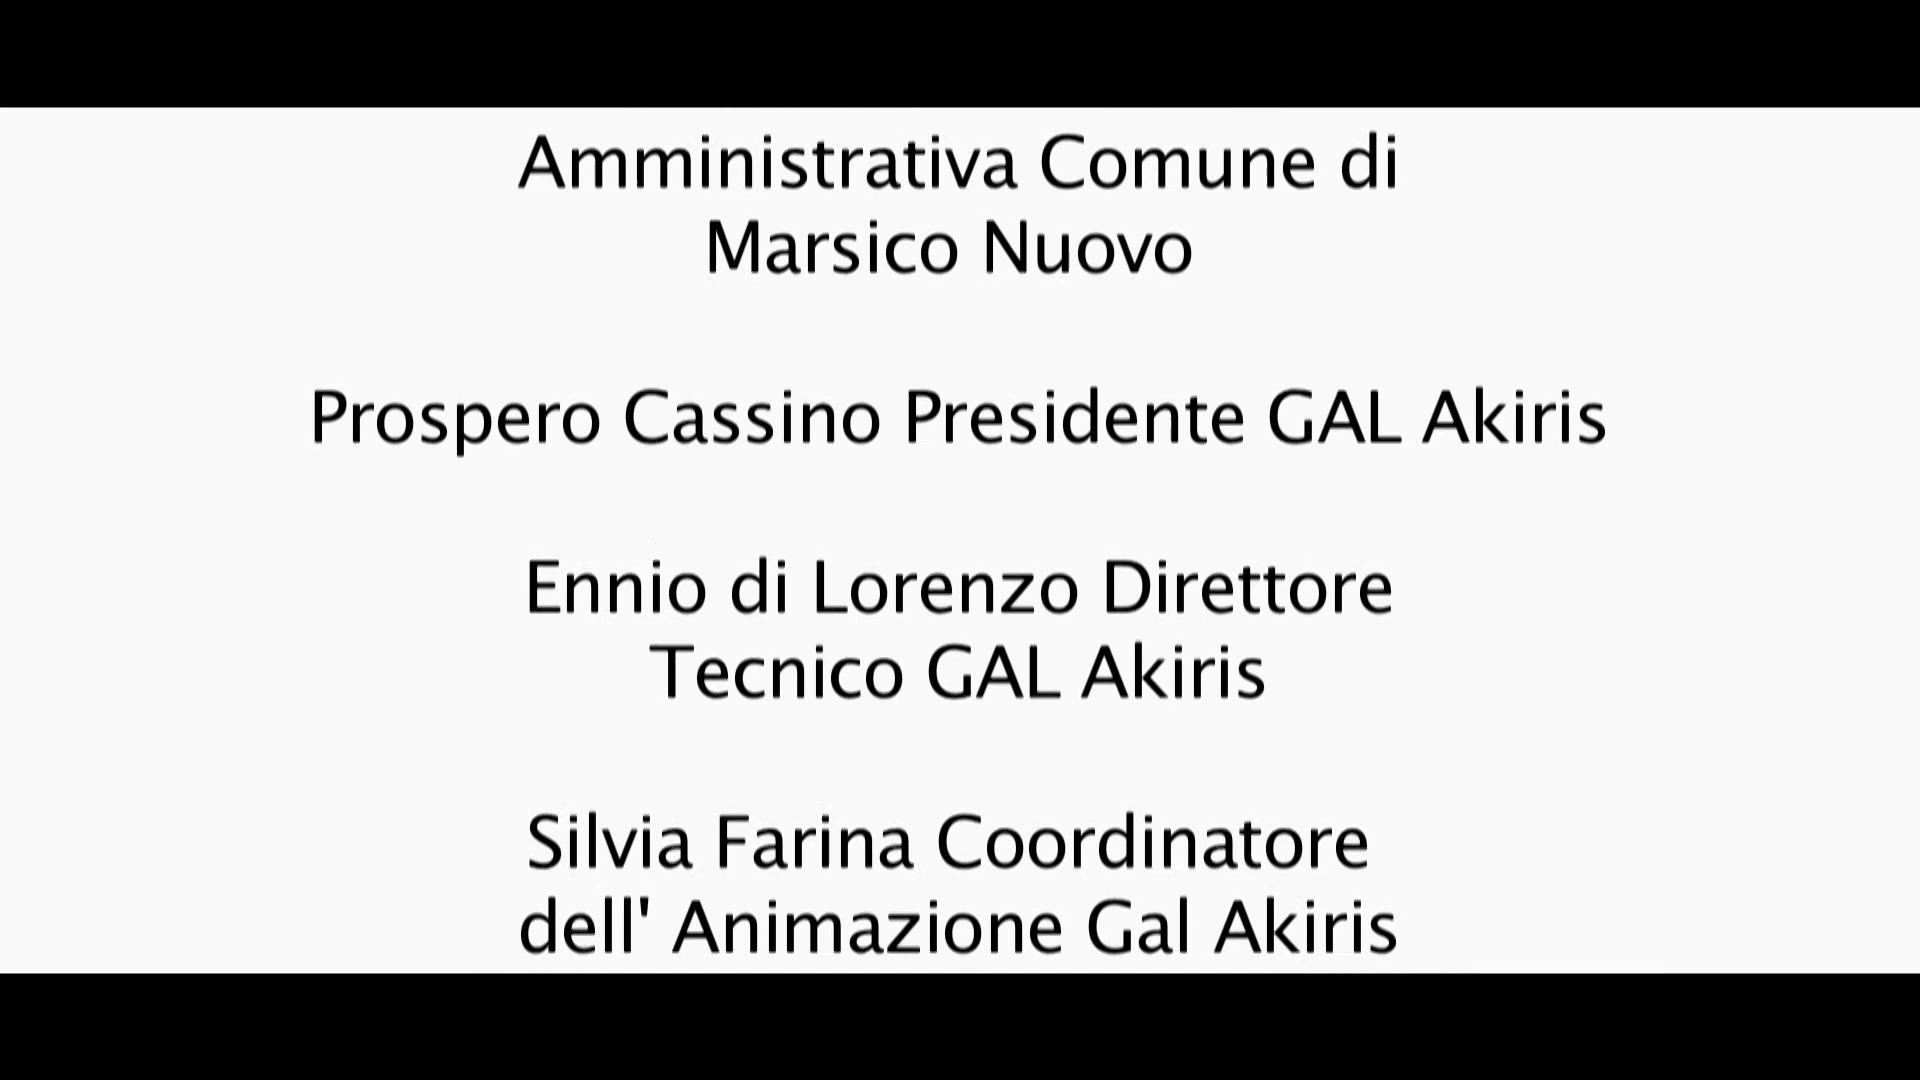 Amministrativa Comune di
Marsico Nuovo
Prospero Cassino Presidente GAL Akiris
Ennio di Lorenzo Direttore
Tecnico GAL Akiris
Silvia Farina Coordinatore
dell' Animazione Gal Akiris